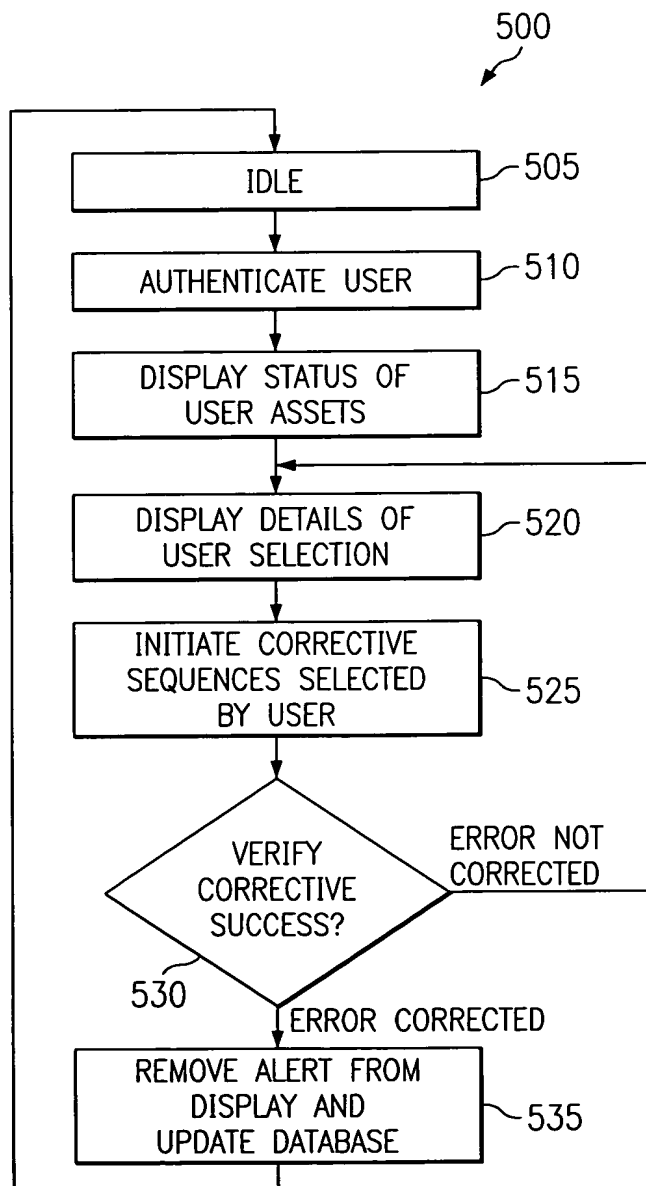 500
IDLE
505
AUTHENTICATE USER
510
DISPLAY STATUS OF
USER ASSETS
515
DISPLAY DETAILS OF
USER SELECTION
520
INITIATE CORRECTIVE
SEQUENCES SELECTED
BY USER
525
VERIFY
CORRECTIVE
SUCCESS?
530
ERROR NOT
CORRECTED
ERROR CORRECTED
REMOVE ALERT FROM
DISPLAY AND
UPDATE DATABASE
535